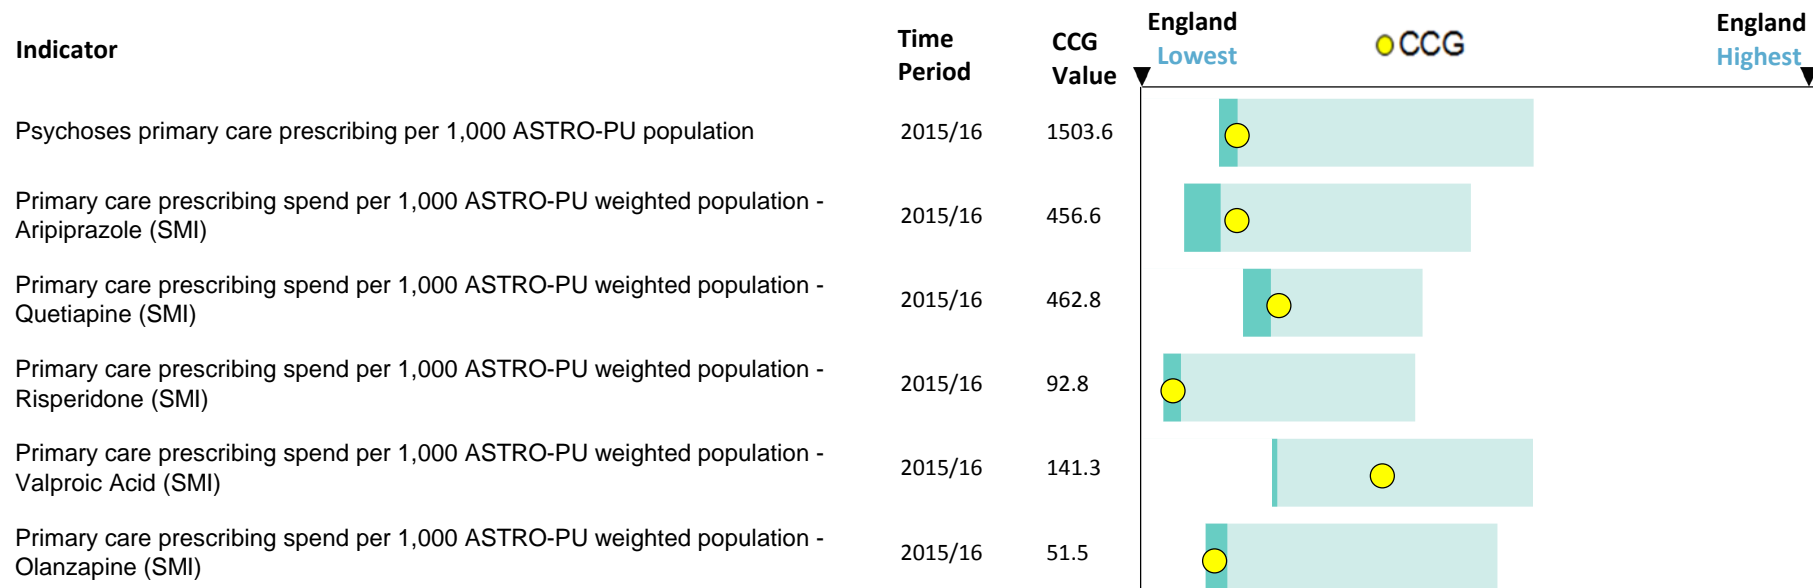 Indicator
Time
Period
CCG
Value
England
Lowest
CCG
England
Highest
Psychoses primary care prescribing per 1,000 ASTRO-PU population 2015/16 1503.6
Primary care prescribing spend per 1,000 ASTRO-PU weighted population -
Aripiprazole (SMI) 2015/16 456.6
Primary care prescribing spend per 1,000 ASTRO-PU weighted population -
Quetiapine (SMI) 2015/16 462.8
Primary care prescribing spend per 1,000 ASTRO-PU weighted population -
Risperidone (SMI) 2015/16 92.8
Primary care prescribing spend per 1,000 ASTRO-PU weighted population -
Valproic Acid (SMI) 2015/16 141.3
Primary care prescribing spend per 1,000 ASTRO-PU weighted population -
Olanzapine (SMI) 2015/16 51.5